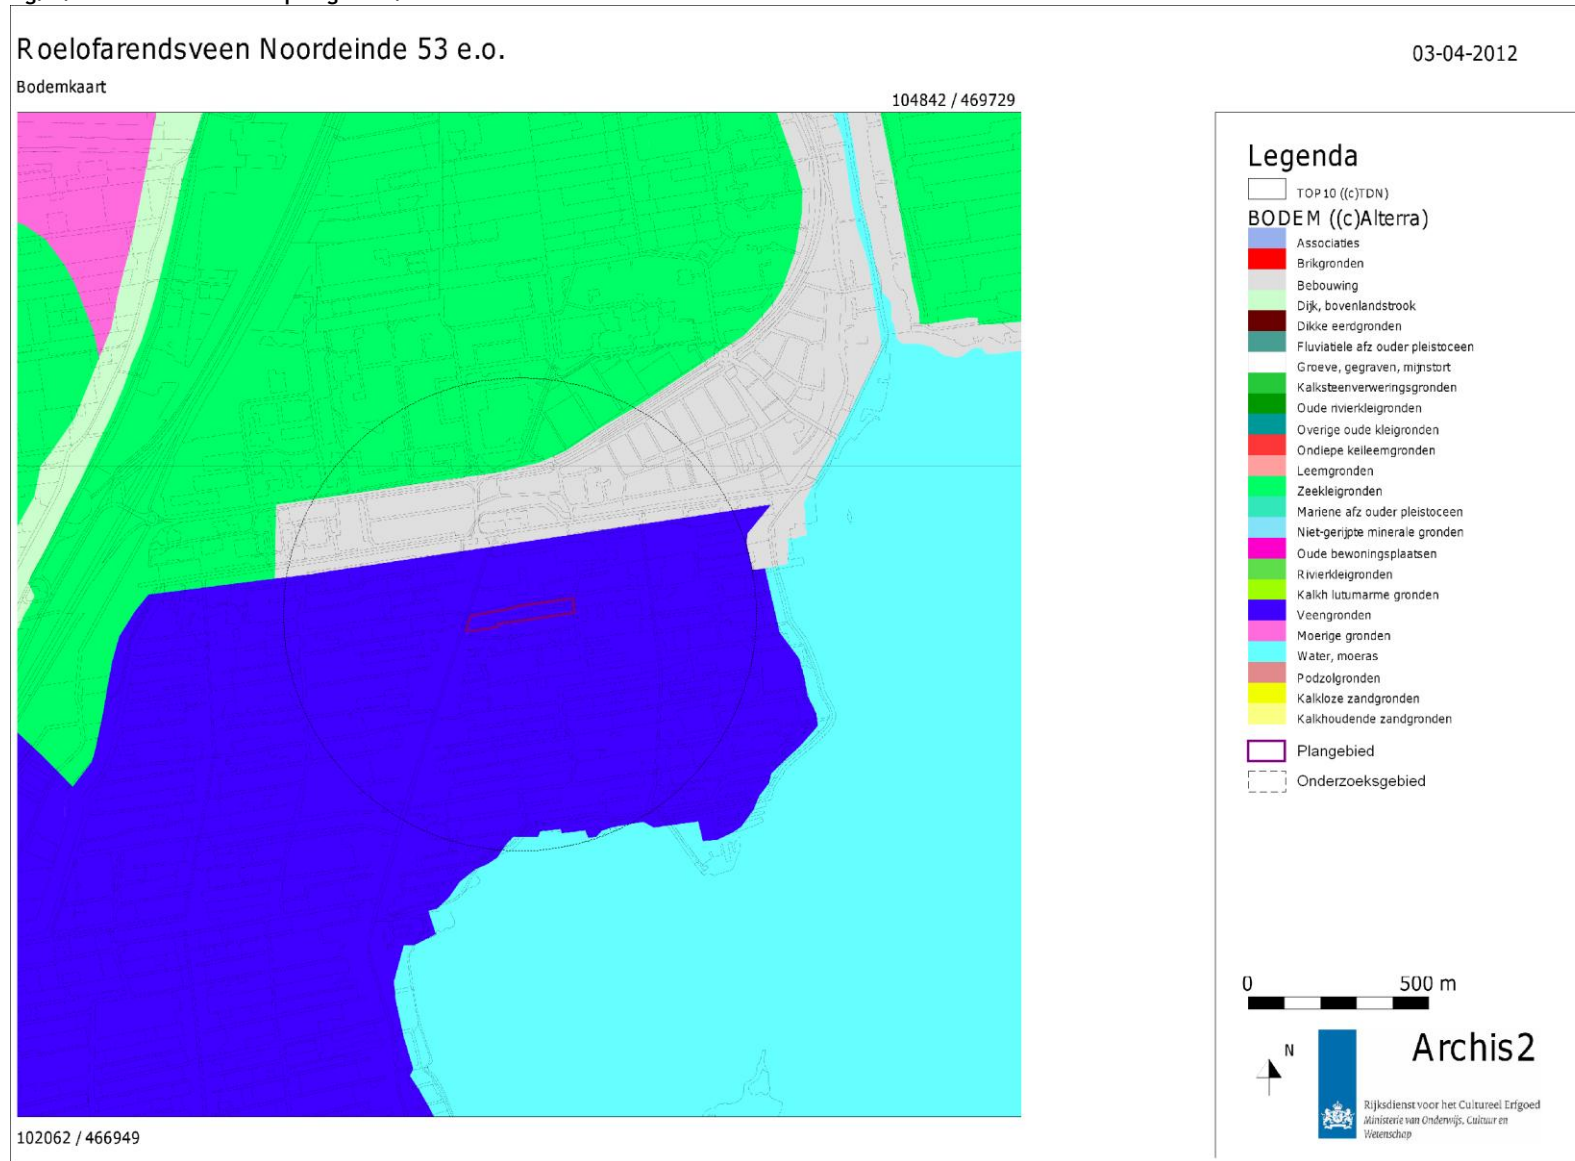 Roelofarendsveen Noordeinde 53 e.o.
03-04-2012
Bodemkaart
104842 / 469729
Legenda
TOP10 ((c)TDN)
BODEM ((c)Alterra)
Associaties
Brikgronden
Bebouwing
Dijk, bovenlandstrook
Dikke eerdgronden
Fluviatiele afz ouder pleistoceen
Groeve, gegraven, mijnstort
Kalksteenverweringsgronden
Oude rivierkleigronden
Overige oude kleigronden
Ondiepe keileemgronden
Leemgronden
Zeekleigronden
Mariene afz ouder pleistoceen
Niet-gerijpte minerale gronden
Oude bewoningsplaatsen
Rivierkleigronden
Kalkh lutumarme gronden
Veengronden
Moerige gronden
Water, moeras
Podzolgronden
Kalkloze zandgronden
Kalkhoudende zandgronden
Plangebied
Onderzoeksgebied
0 500 m
N
Archis2
Rijksdienst voor het Cultureel Erfgoed
Ministerie van Onderwijs, Cultuur en
Wetenschap
102062 / 466949